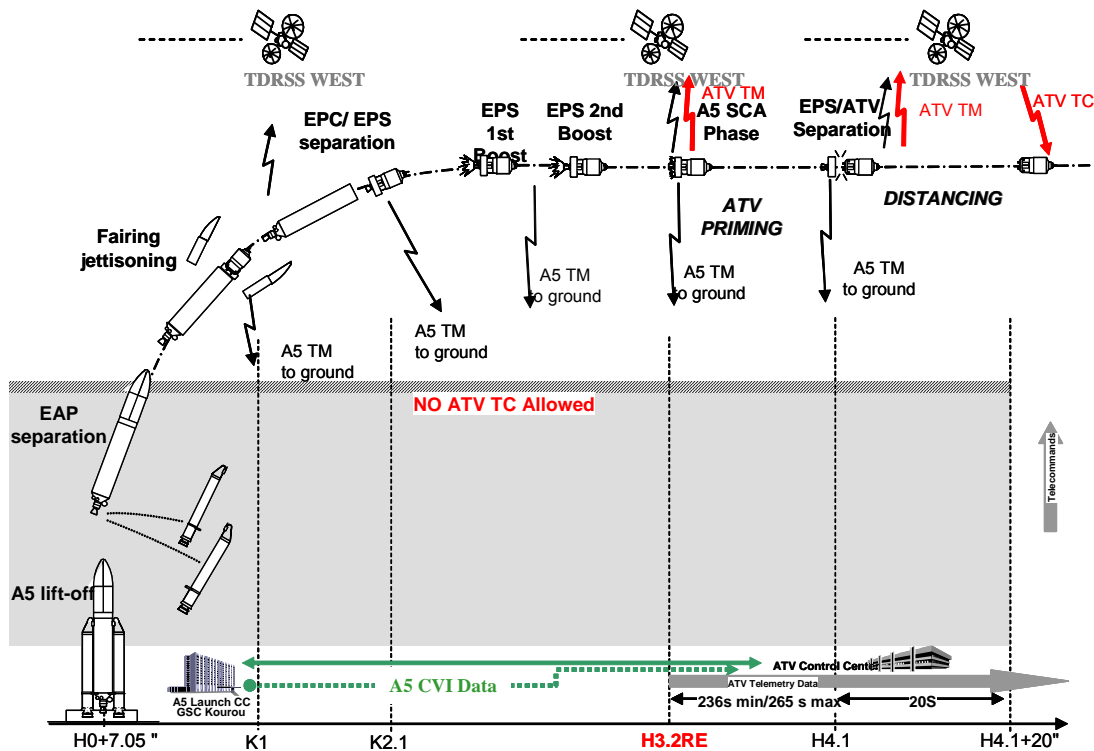 TDRSS WEST
TDRSS WEST
TDRSS WEST
ATV TM
ATV TM
ATV TC
EPC/ EPS
separation
EPS
1st
Boost
EPS 2nd
Boost
A5 SCA
Phase
EPS/ATV
Separation
ATV
PRIMING
DISTANCING
Fairing
jettisoning
A5 TM
to ground
A5 TM
to ground
A5 TM
to ground
A5 TM
to ground
A5 TM
to ground
NO ATV TC Allowed
EAP
separation
Telecommands
A5 lift-off
A5 Launch CC
GSC Kourou
A5 CVI Data
ATV Control Center
ATV Telemetry Data
236s min/265 s max
20S
H0+7.05 "
K1
K2.1
H3.2RE
H4.1
H4.1+20"